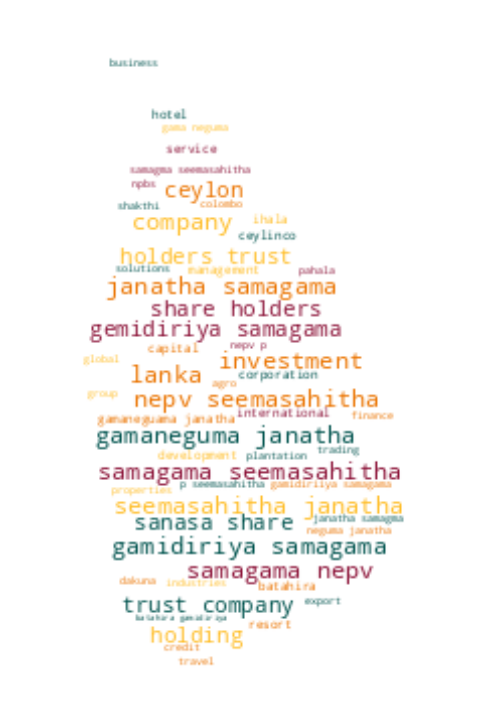 business
hotel
gama neguma
service
samagma seemasahitha
npbs
ceylon
shakthi
colombo
company
ihala
ceylinco
holders trust
solutions
management
pahala
janatha samagama
share holders
gemidiriya samagama
capital
nepv p
global
investment
lanka
corporation
agro
group
nepv seemasahitha
gamaneguama janatha
international
finance
gamaneguma janatha
development
plantation
trading
samagama seemasahitha
properties
p seemasahitha
gamidiriiya samagama
seemasahitha janatha
sanasa share
janatha samagma
neguma janatha
gamidiriya samagama
samagama nepv
dakuna
industries
batahira
trust company
export
batahira gamidiriya
resort
holding
credit
travel